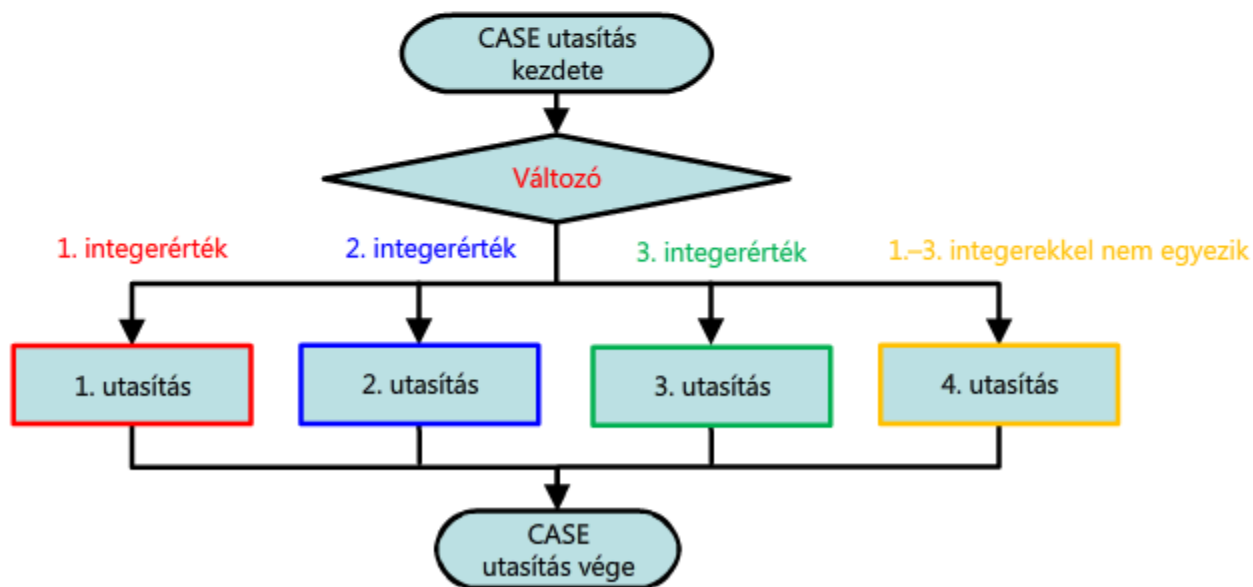 CASE utasítás
kezdete
Változó
1. integerérték
2. integerérték
3. integerérték
1.–3. integerekkel nem egyezik
1. utasítás
2. utasítás
3. utasítás
4. utasítás
CASE
utasítás vége